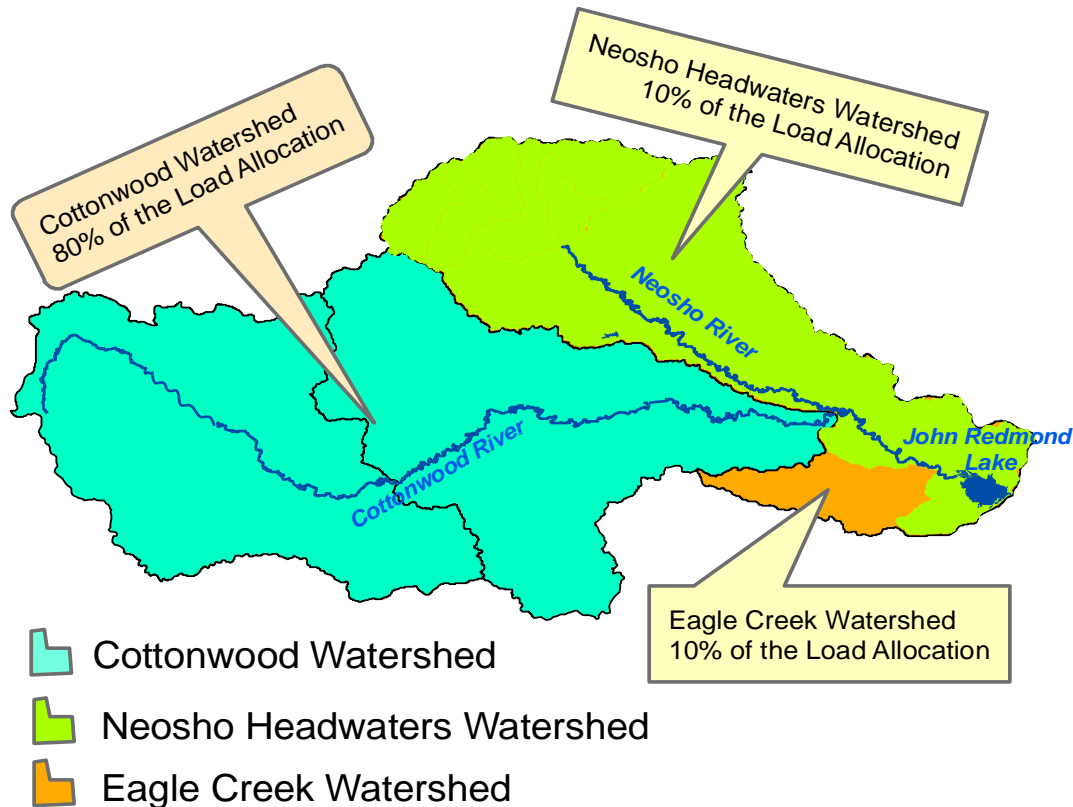 Neosho Headwaters Watershed
10% of the Load Allocation
Cottonwood Watershed
80% of the Load Allocation
Neosho River
John Redmond
Lake
Cottonwood River
Eagle Creek Watershed
10% of the Load Allocation
Cottonwood Watershed
Neosho Headwaters Watershed
Eagle Creek Watershed